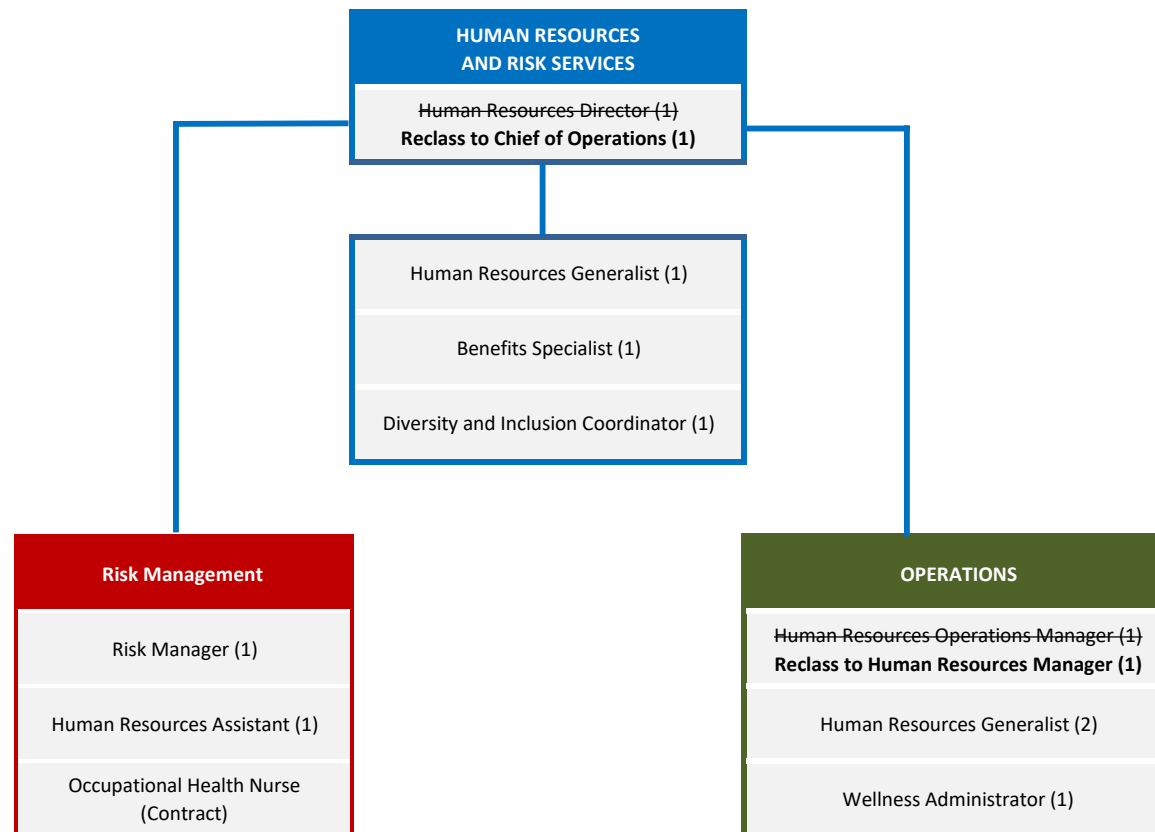 HUMAN RESOURCES
AND RISK SERVICES
Human Resources Director (1)
Reclass to Chief of Operations (1)
Human Resources Generalist (1)
Benefits Specialist (1)
Diversity and Inclusion Coordinator (1)
Risk Management
Risk Manager (1)
Human Resources Assistant (1)
Occupational Health Nurse
(Contract)
OPERATIONS
Human Resources Operations Manager (1)
Reclass to Human Resources Manager (1)
Human Resources Generalist (2)
Wellness Administrator (1)